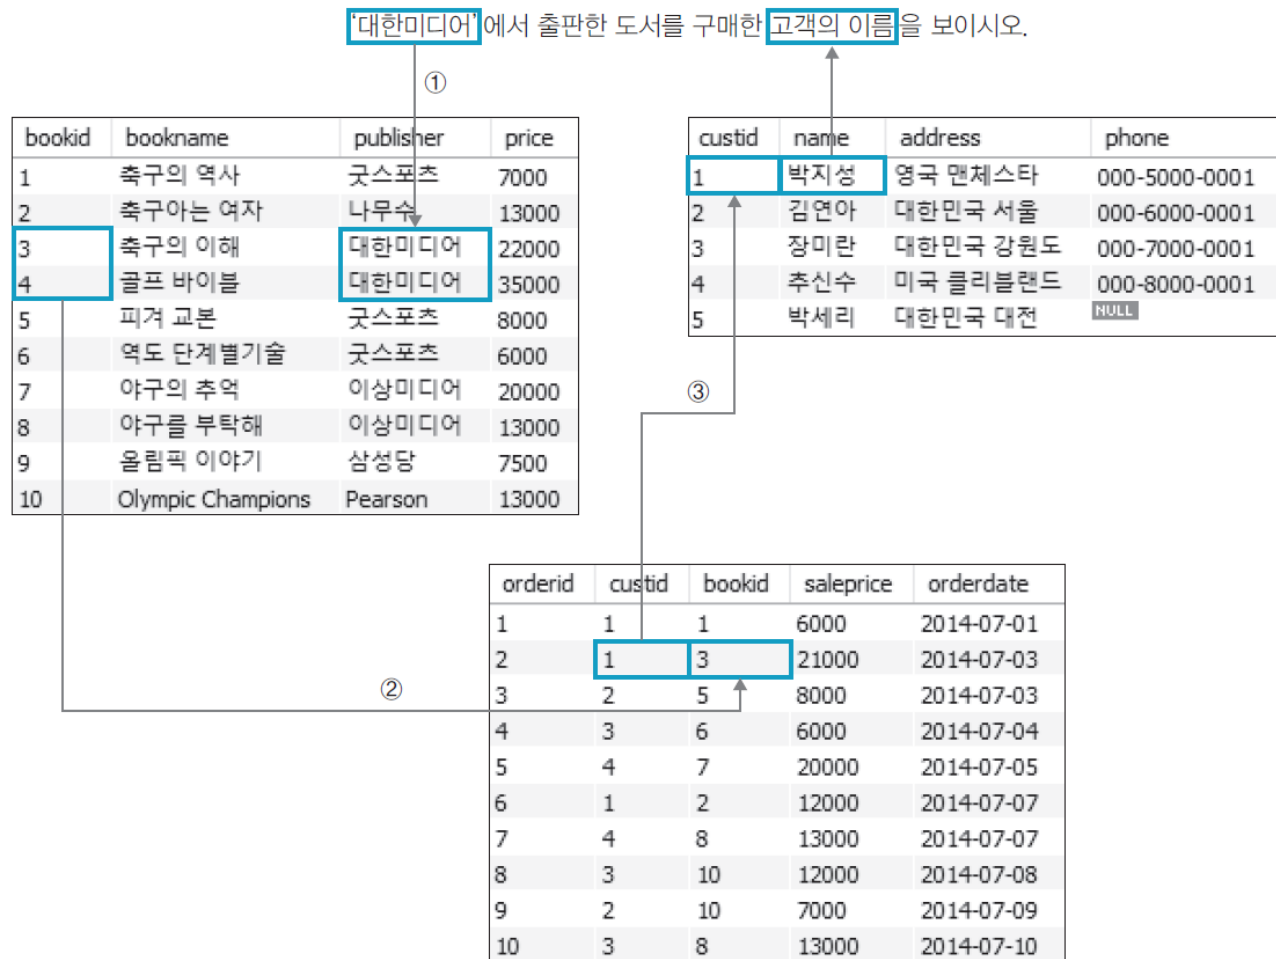 '대한미디어'에서 출판한 도서를 구매한 고객의 이름을 보이시오.
①
bookid bookname publisher price
1 축구의 역사 굿스포츠 7000
2 축구아는 여자 나무수 13000
3 축구의 이해 대한미디어 22000
4 골프 바이블 대한미디어 35000
5 피겨 교본 굿스포츠 8000
6 역도 단계별기술 굿스포츠 6000
7 야구의 추억 이상미디어 20000
8 야구를 부탁해 이상미디어 13000
9 올림픽 이야기 삼성당 7500
10 Olympic Champions Pearson 13000
custid name address phone
1 박지성 영국 맨체스타 000-5000-0001
2 김연아 대한민국 서울 000-6000-0001
3 장미란 대한민국 강원도 000-7000-0001
4 추신수 미국 클리블랜드 000-8000-0001
5 박세리 대한민국 대전 NULL
③
②
orderid custid bookid saleprice orderdate
1 1 1 6000 2014-07-01
2 1 3 21000 2014-07-03
3 2 5 8000 2014-07-03
4 3 6 6000 2014-07-04
5 4 7 20000 2014-07-05
6 1 2 12000 2014-07-07
7 4 8 13000 2014-07-07
8 3 10 12000 2014-07-08
9 2 10 7000 2014-07-09
10 3 8 13000 2014-07-10